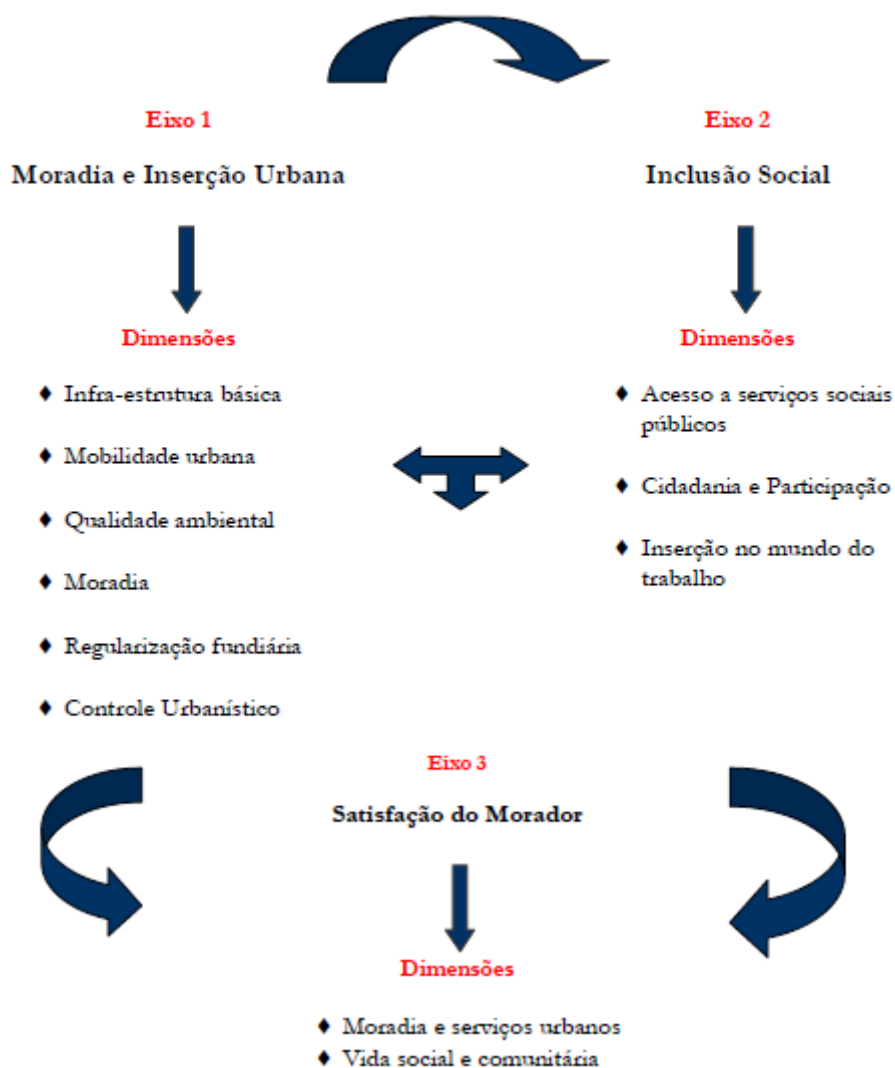 Eixo 1
Moradia e Inserção Urbana
Dimensões
♦ Infra-estrutura básica
♦ Mobilidade urbana
♦ Qualidade ambiental
♦ Moradia
♦ Regularização fundiária
♦ Controle Urbanístico
Eixo 2
Inclusão Social
Dimensões
♦ Acesso a serviços sociais
públicos
♦ Cidadania e Participação
♦ Inserção no mundo do
trabalho
Eixo 3
Satisfação do Morador
Dimensões
♦ Moradia e serviços urbanos
♦ Vida social e comunitária